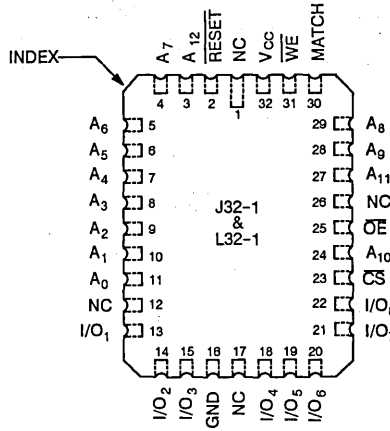 INDEX
A7
A12
RESET
NC
VCC
WE
MATCH
4
3
2
1
32
31
30
A6 5
A5 6
A4 7
A3 8
A2 9
A1 10
A0 11
NC 12
I/O1 13
J32-1
&
L32-1
29 A8
28 A9
27 A11
26 NC
25 OE
24 A10
23 CS
22 I/O
21 I/O
14
15
16
17
18
19
20
I/O2
I/O3
GND
NC
I/O4
I/O5
I/O6